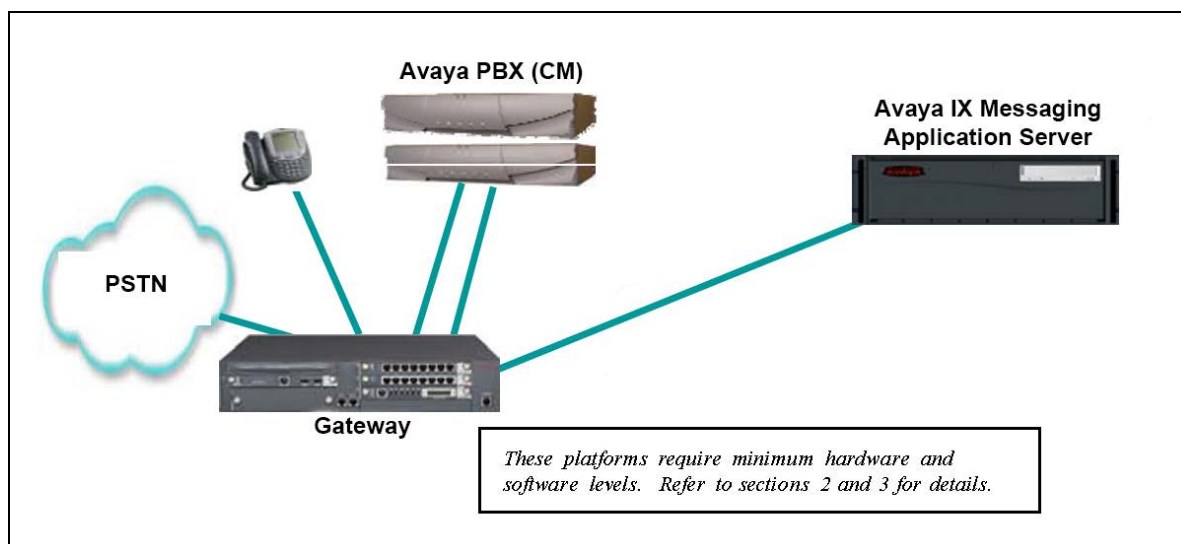 Avaya PBX (CM)
Avaya IX Messaging
Application Server
AVAYA
PSTN
Gateway
These platforms require minimum hardware and
software levels. Refer to sections 2 and 3 for details.